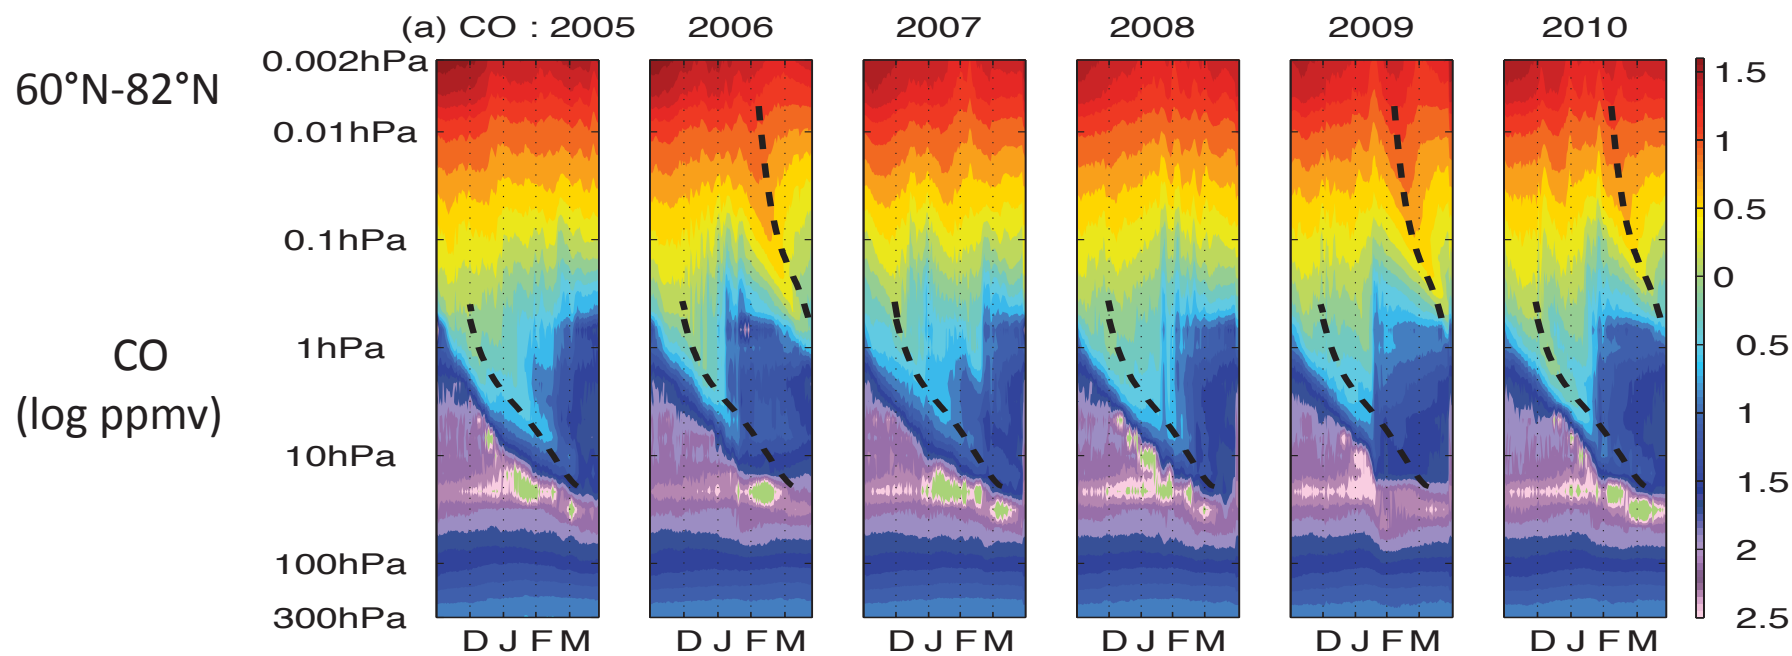 (a) CO : 2005 2006 2007 2008 2009 2010
60°N-82°N
CO
(log ppmv)
0.002hPa
0.01hPa
0.1hPa
1hPa
10hPa
100hPa
300hPa
D J F M D J F M D J F M D J F M D J F M D J F M
1.5
1
0.5
0
0.5
1
1.5
2
2.5